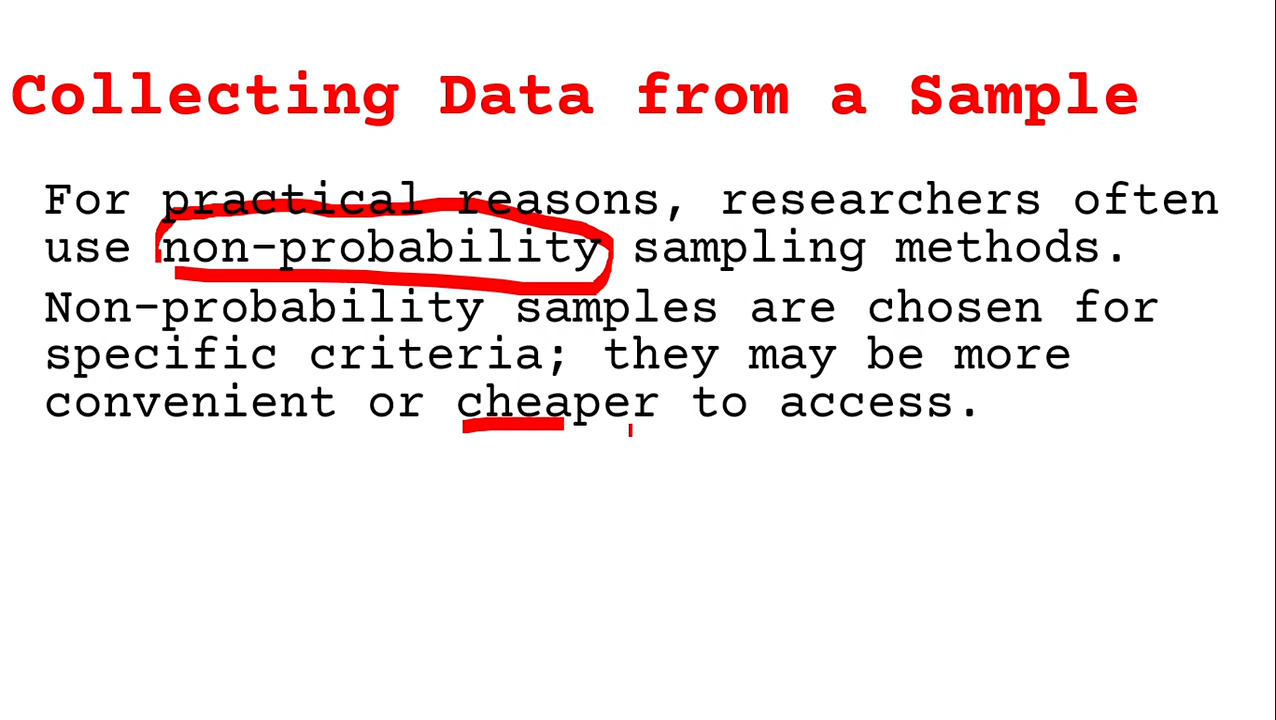 Collecting Data from a Sample
For practical reasons, researchers often
use non-probability sampling methods.
Non-probability samples are chosen for
specific criteria; they may be more
convenient or cheaper to access.